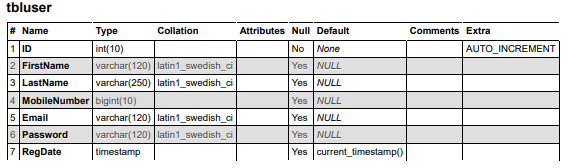 tbluser
# Name Type Collation Attributes Null Default Comments Extra
1 ID int(10) No None AUTO_INCREMENT
2 FirstName varchar(120) latin1_swedish_ci Yes NULL
3 LastName varchar(250) latin1_swedish_ci Yes NULL
4 MobileNumber bigint(10) Yes NULL
5 Email varchar(120) latin1_swedish_ci Yes NULL
6 Password varchar(120) latin1_swedish_ci Yes NULL
7 RegDate timestamp Yes current_timestamp()